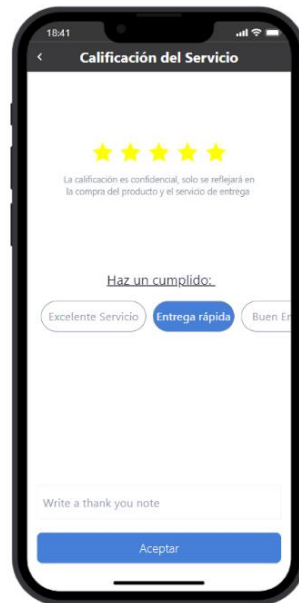 18:41
Calificación del Servicio
La calificación es confidencial, solo se reflejará en
la compra del producto y el servicio de entrega
Haz un cumplido:
Excelente Servicio
Entrega rápida
Buen En
Write a thank you note
Aceptar